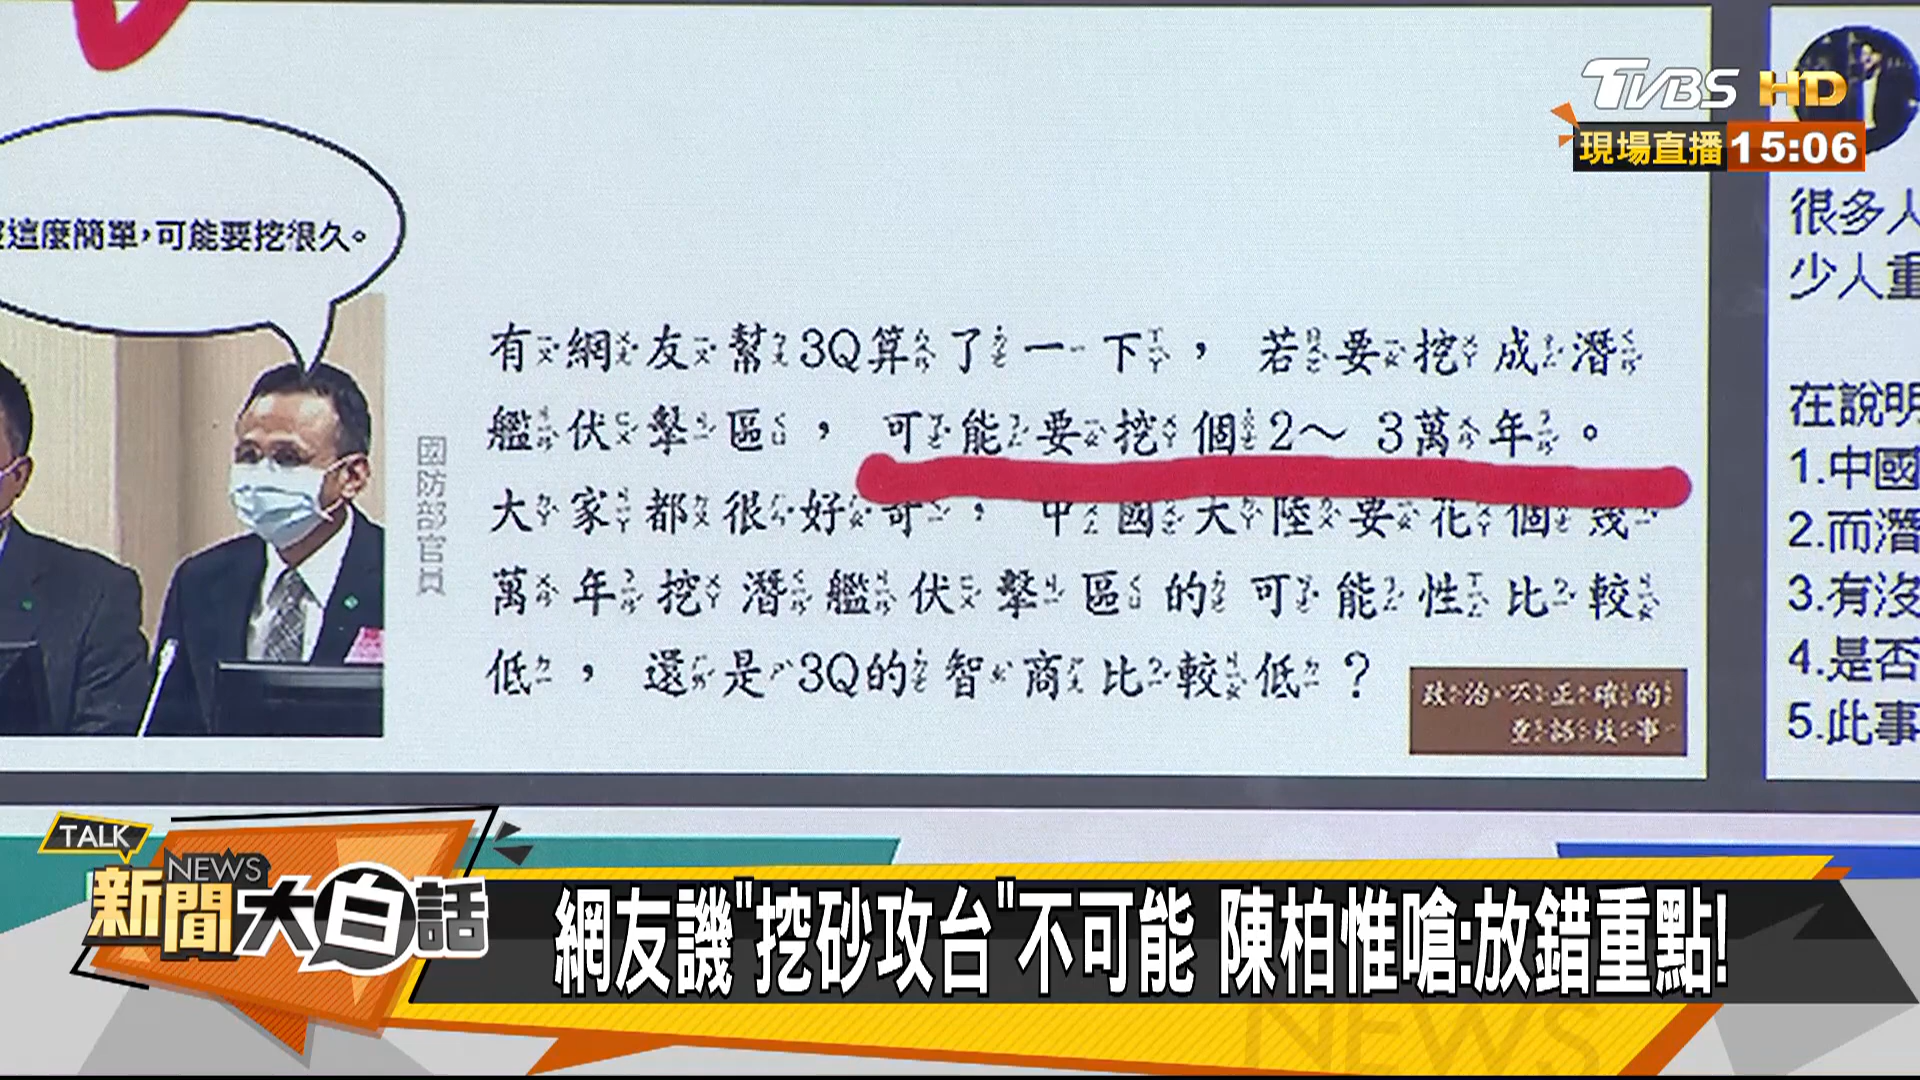 TVBS HD
現場直播 15:06
這麼簡單，可能要挖很久。
國防部官員
有網友幫3Q算了一下，若要挖成潛
艦伏擊區，可能要挖個2～3萬年。
大家都很好奇，中國大陸要花個幾
萬年挖潛艦伏擊區的可能性比較
低，還是3Q的智商比較低？
政治不正確的
童話故事
很多人
少人重
在說明
1.中國
2.而潛
3.有沒
4.是否
5.此事
TALK
NEWS
新聞大白話
網友譏"挖砂攻台"不可能 陳柏惟嗆:放錯重點!
NEWS